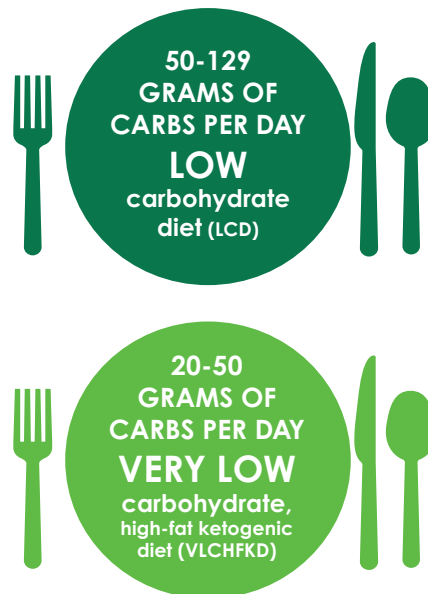 50-129
GRAMS OF
CARBS PER DAY
LOW
carbohydrate
diet (LCD)
20-50
GRAMS OF
CARBS PER DAY
VERY LOW
carbohydrate,
high-fat ketogenic
diet (VLCHFKD)